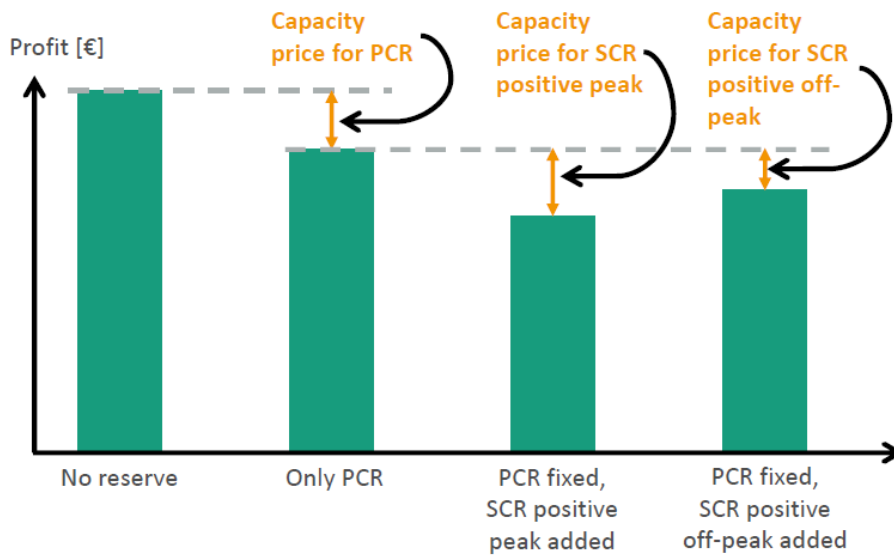 Profit [€]
Capacity
price for PCR
Capacity
price for SCR
positive peak
Capacity
price for SCR
positive off-
peak
No reserve
Only PCR
PCR fixed,
SCR positive
peak added
PCR fixed,
SCR positive
off-peak added